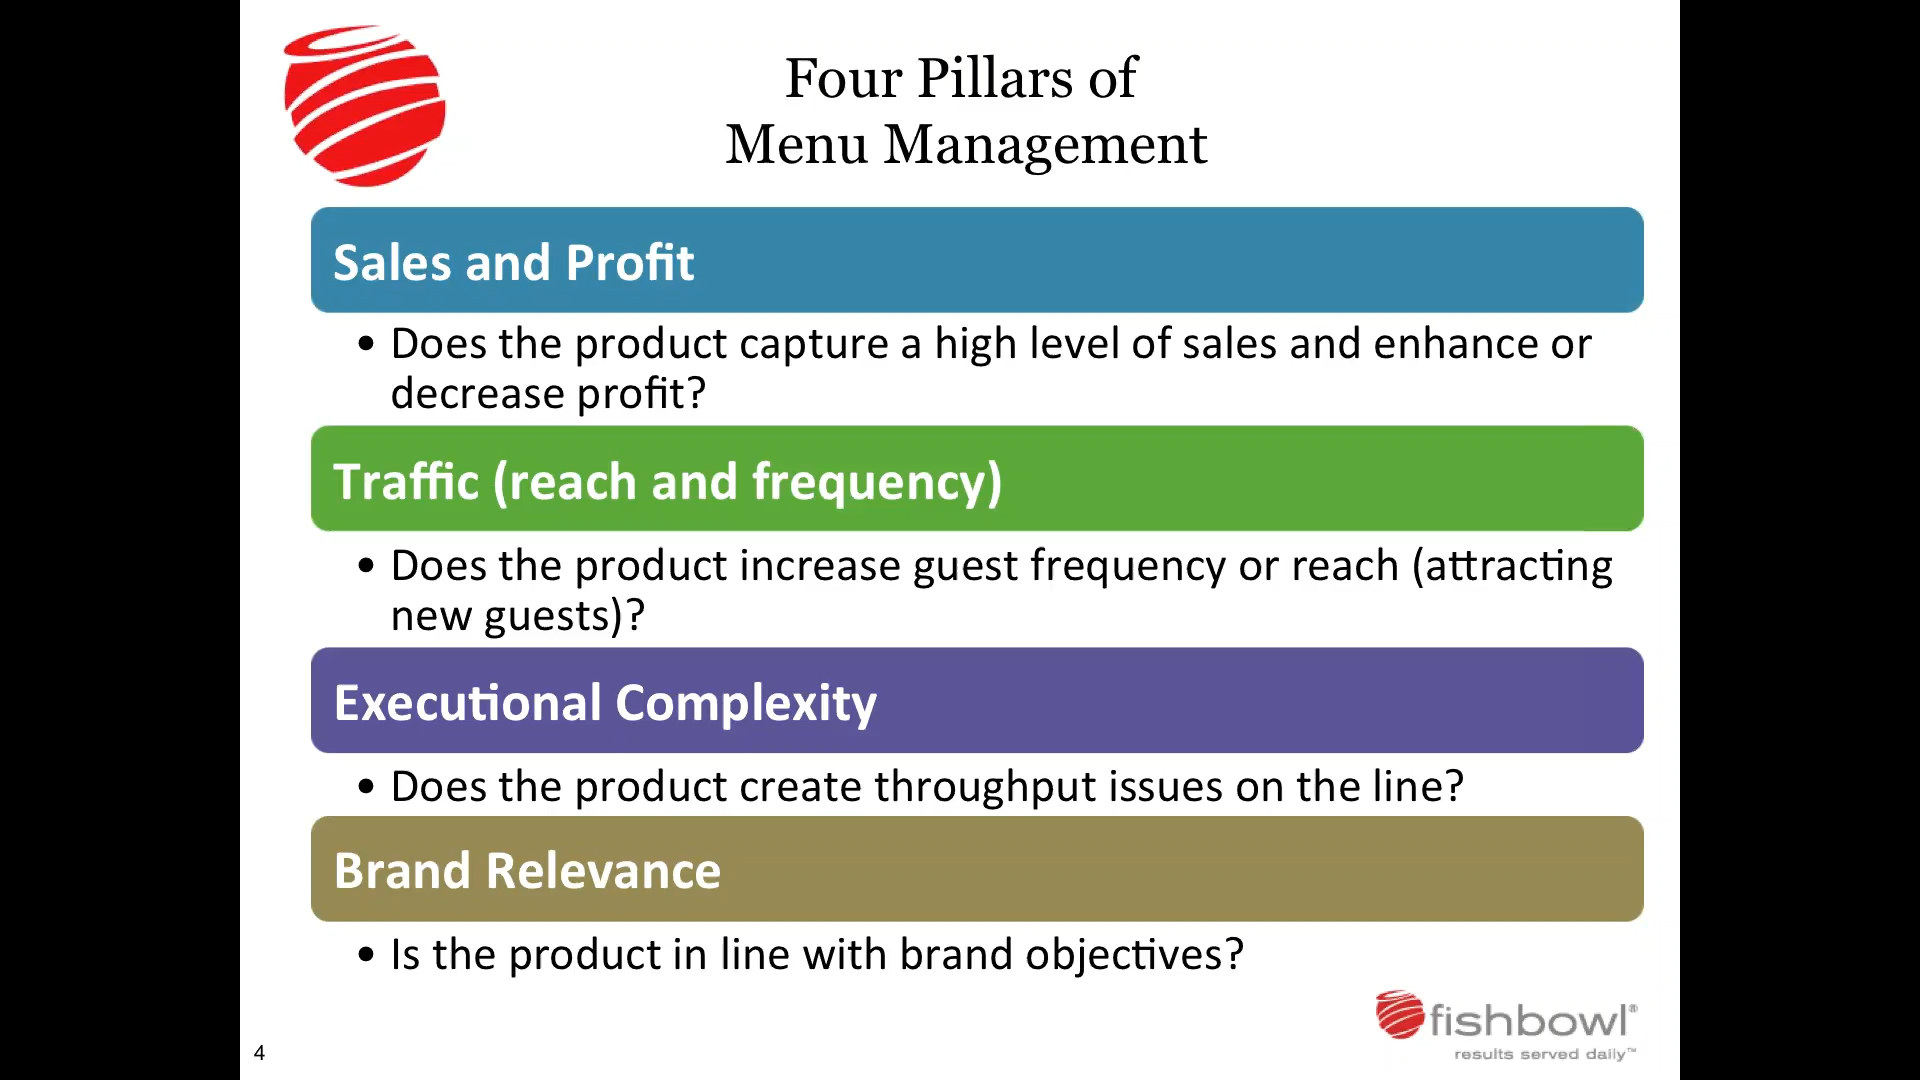 Four Pillars of
Menu Management
Sales and Profit
• Does the product capture a high level of sales and enhance or
decrease profit?
Traffic (reach and frequency)
• Does the product increase guest frequency or reach (attracting
new guests)?
Executional Complexity
• Does the product create throughput issues on the line?
Brand Relevance
• Is the product in line with brand objectives?
fishbowl®
results served daily™
4